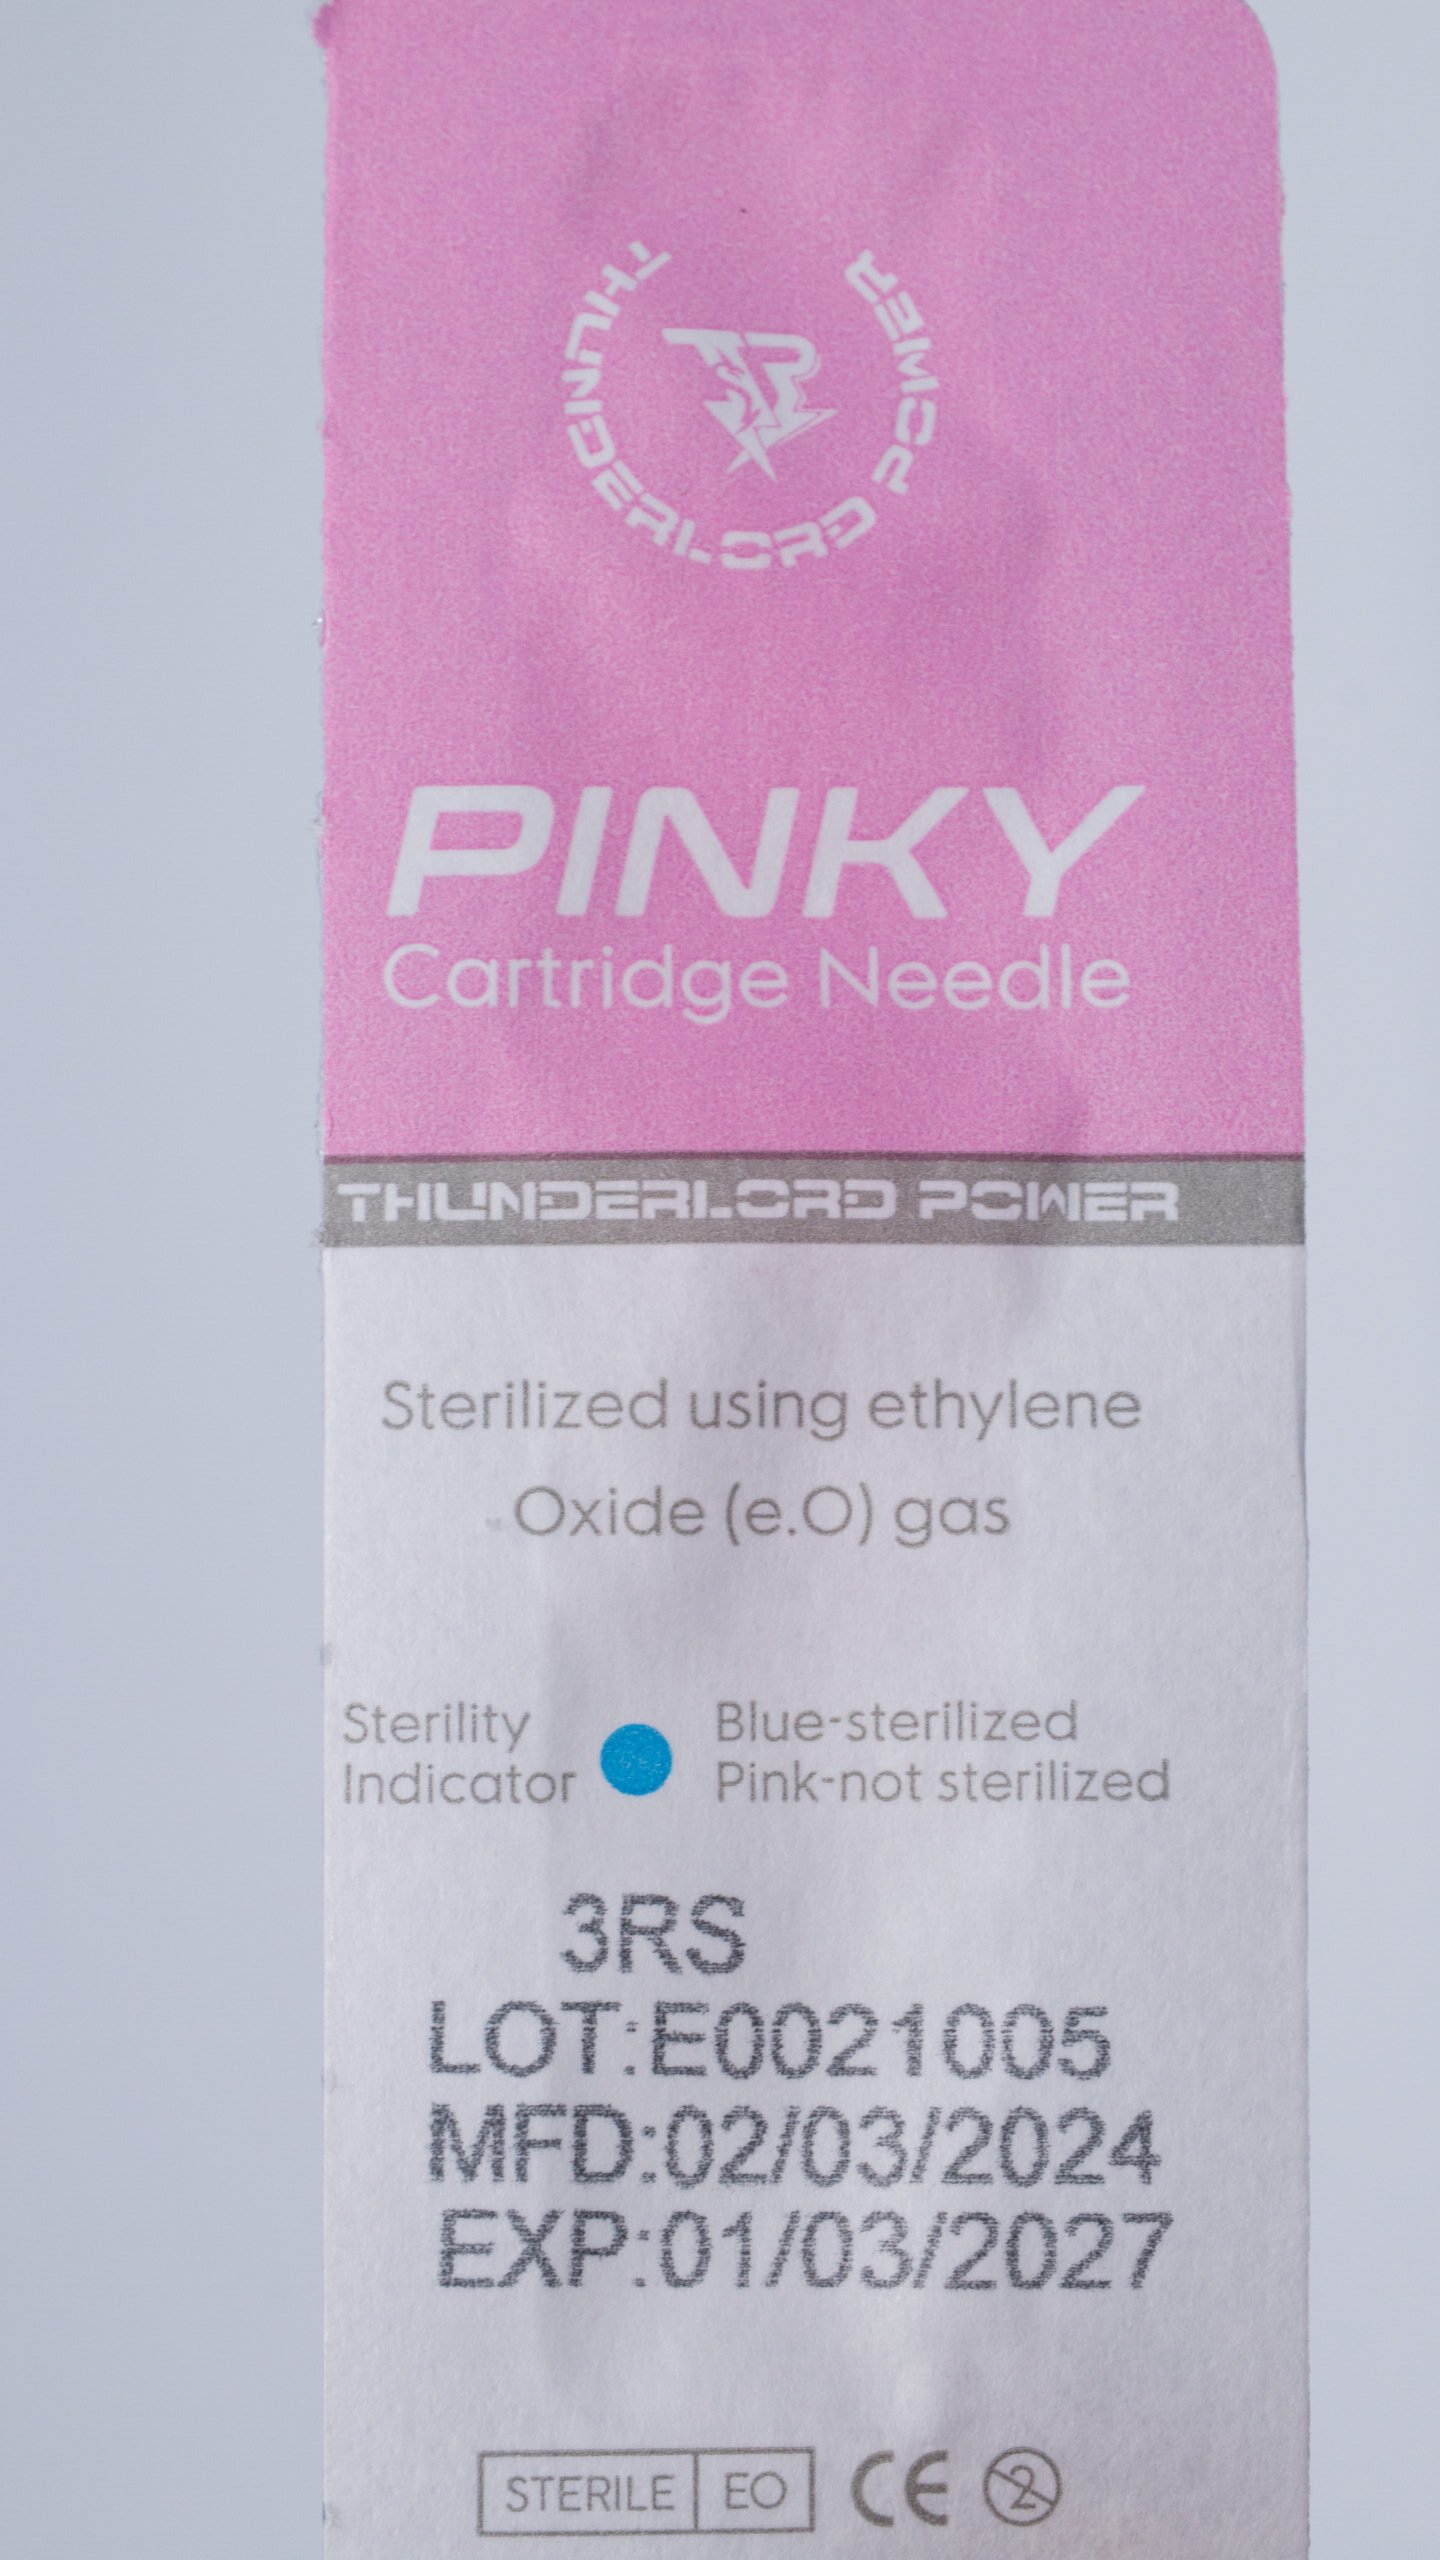 THUNDERLORD POWER
PINKY
Cartridge Needle
THUNDERLORD POWER
Sterilized using ethylene
Oxide (e.O) gas
Sterility Indicator
Blue-sterilized
Pink-not sterilized
3RS
LOT:E0021005
MFD:02/03/2024
EXP:01/03/2027
STERILE EO CE 2